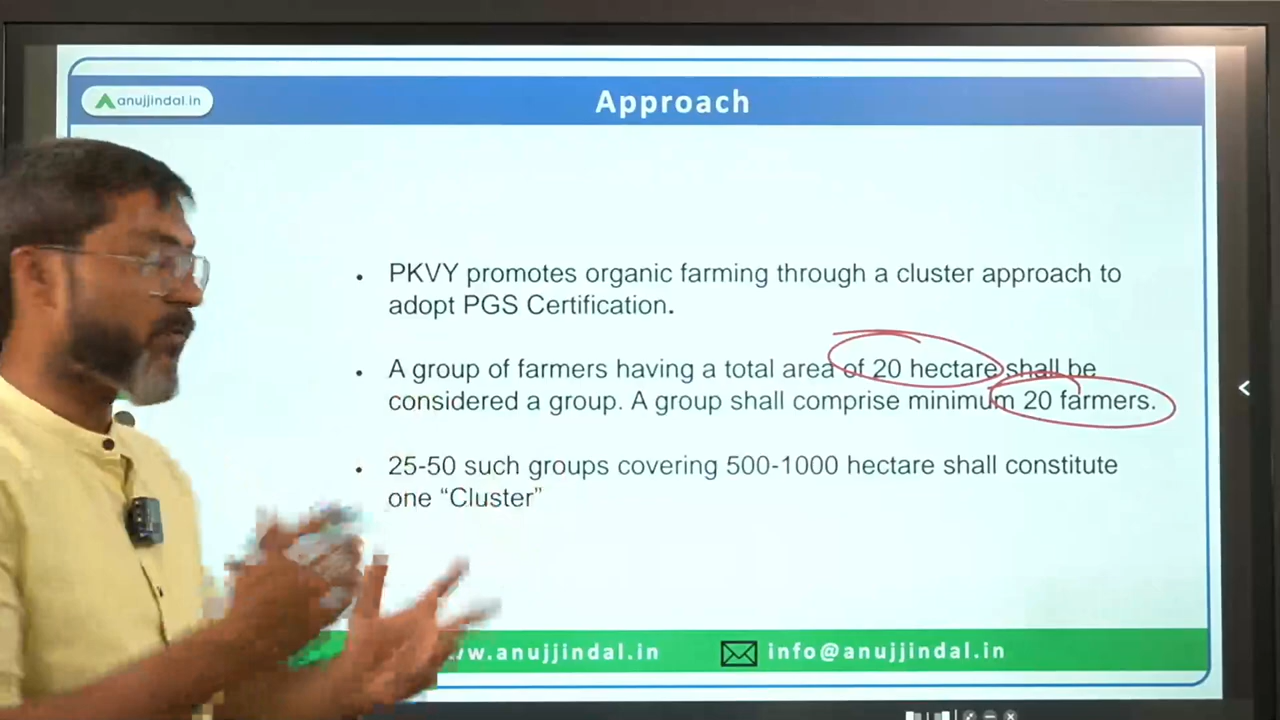 anujjindal.in
Approach
• PKVY promotes organic farming through a cluster approach to
adopt PGS Certification.
• A group of farmers having a total area of 20 hectare shall be
considered a group. A group shall comprise minimum 20 farmers.
• 25-50 such groups covering 500-1000 hectare shall constitute
one “Cluster”
w.anujjindal.in
info@anujjindal.in